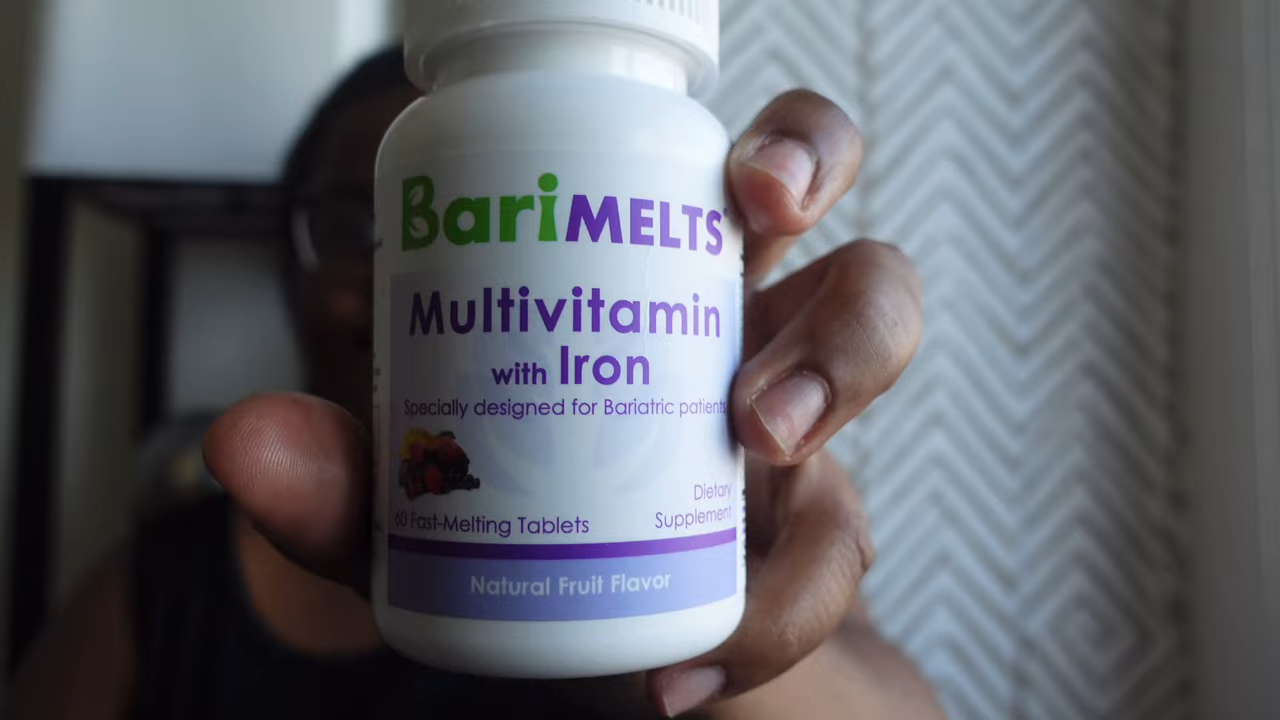 BariMELTS
Multivitamin
with Iron
Specially designed for Bariatric patients
Dietary
60 Fast-Melting Tablets Supplement
Natural Fruit Flavor